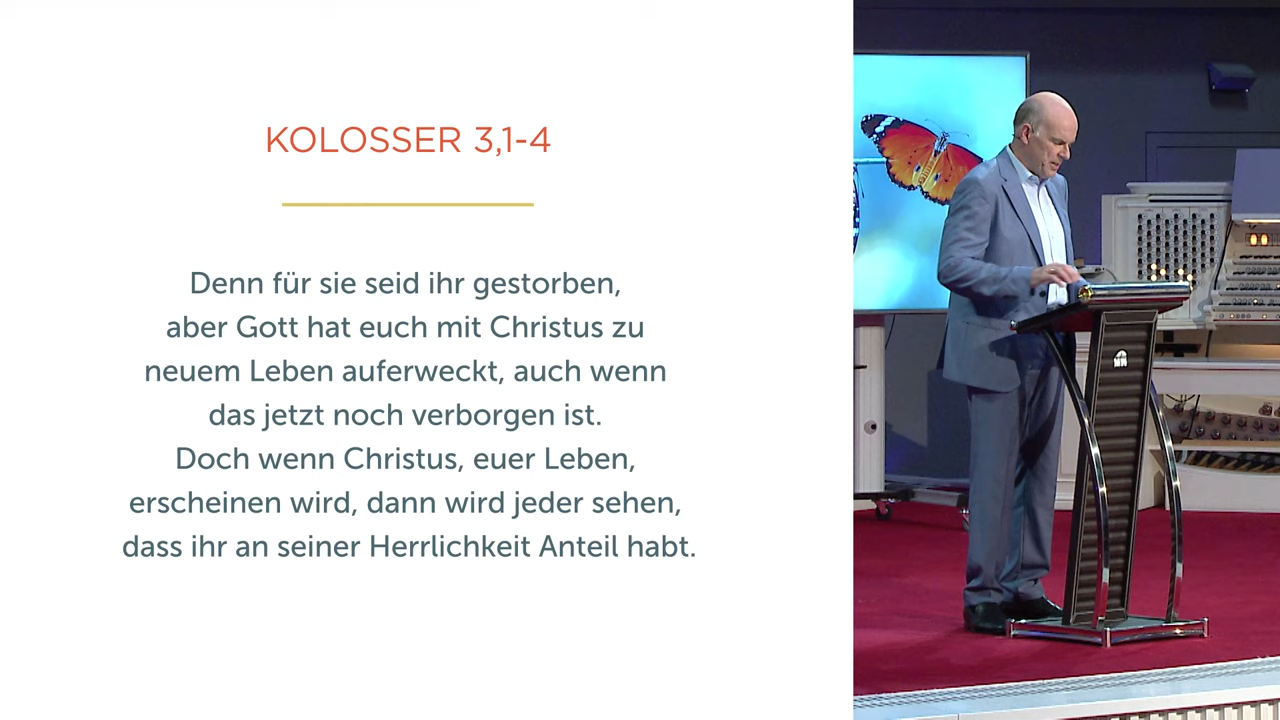 KOLOSSER 3,1-4
Denn für sie seid ihr gestorben,
aber Gott hat euch mit Christus zu
neuem Leben auferweckt, auch wenn
das jetzt noch verborgen ist.
Doch wenn Christus, euer Leben,
erscheinen wird, dann wird jeder sehen,
dass ihr an seiner Herrlichkeit Anteil habt.